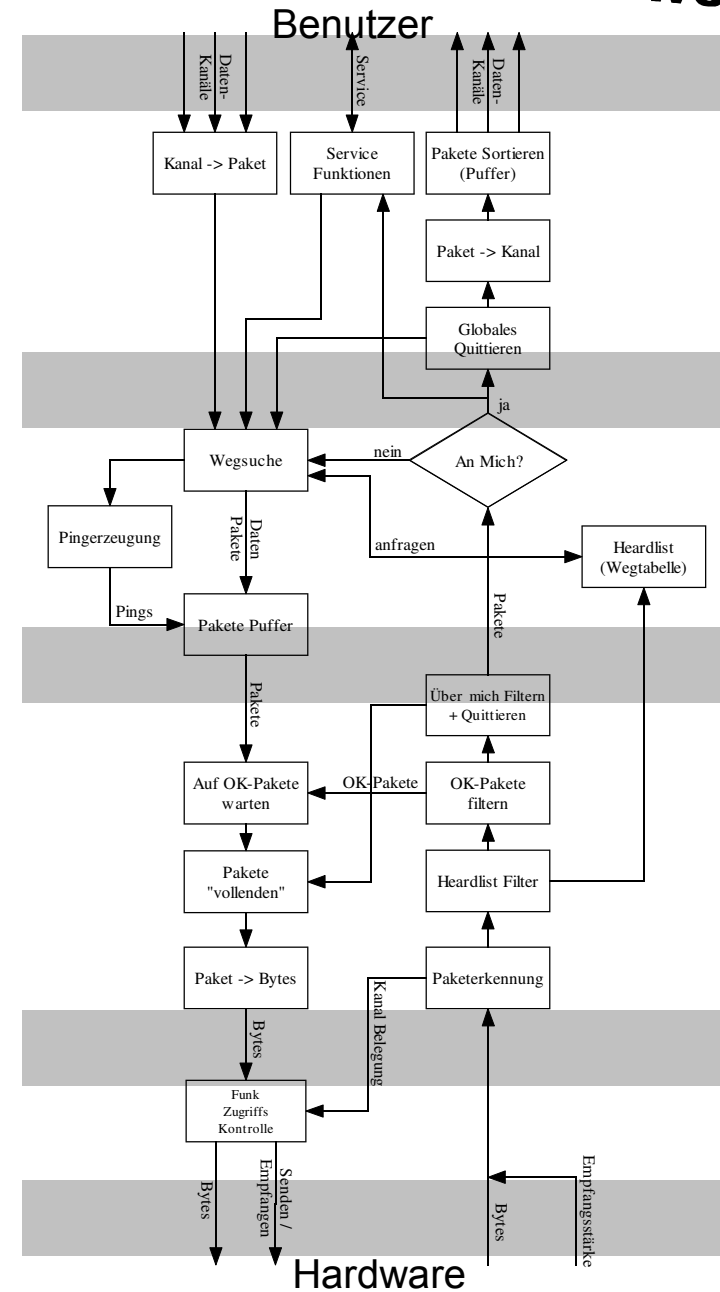 Benutzer
Daten-
Kanäle
Service
Daten-
Kanäle
Kanal -> Paket
Service
Funktionen
Pakete Sortieren
(Puffer)
Paket -> Kanal
Globales
Quittieren
ja
Wegsuche
nein
An Mich?
Pingerzeugung
Daten
Pakete
anfragen
Heardlist
(Wegtabelle)
Pings
Pakete Puffer
Pakete
Pakete
Über mich Filtern
+ Quittieren
Auf OK-Pakete
warten
OK-Pakete
OK-Pakete
filtern
Pakete
"vollenden"
Heardlist Filter
Paket -> Bytes
Paketerkennung
Bytes
Kanal Belegung
Funk
Zugriffs
Kontrolle
Bytes
Senden /
Empfangen
Bytes
Empfangsstärke
Hardware